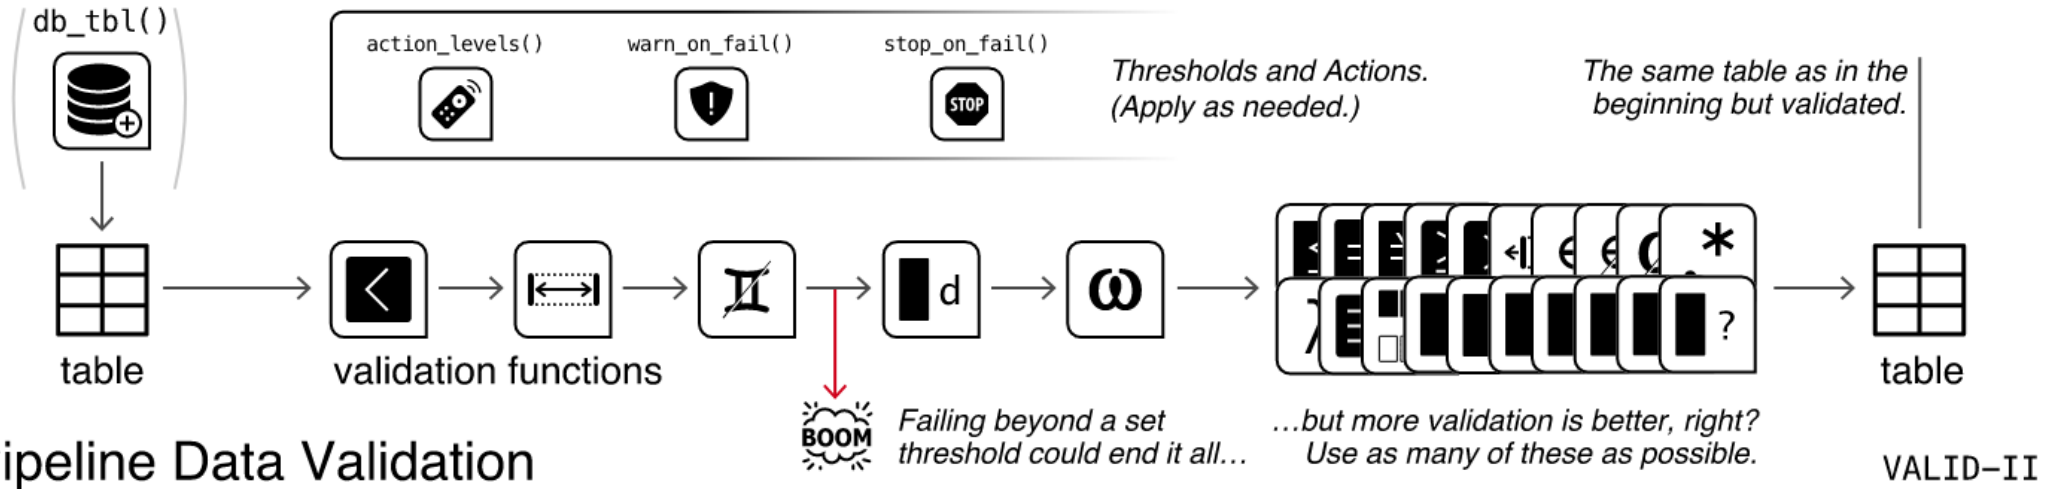 db_tbl()
action_levels()
warn_on_fail()
stop_on_fail()
STOP
Thresholds and Actions.
(Apply as needed.)
The same table as in the
beginning but validated.
d
ω
*
?
table
validation functions
table
BOOM
Failing beyond a set
threshold could end it all…
…but more validation is better, right?
Use as many of these as possible.
ipeline Data Validation
VALID-II